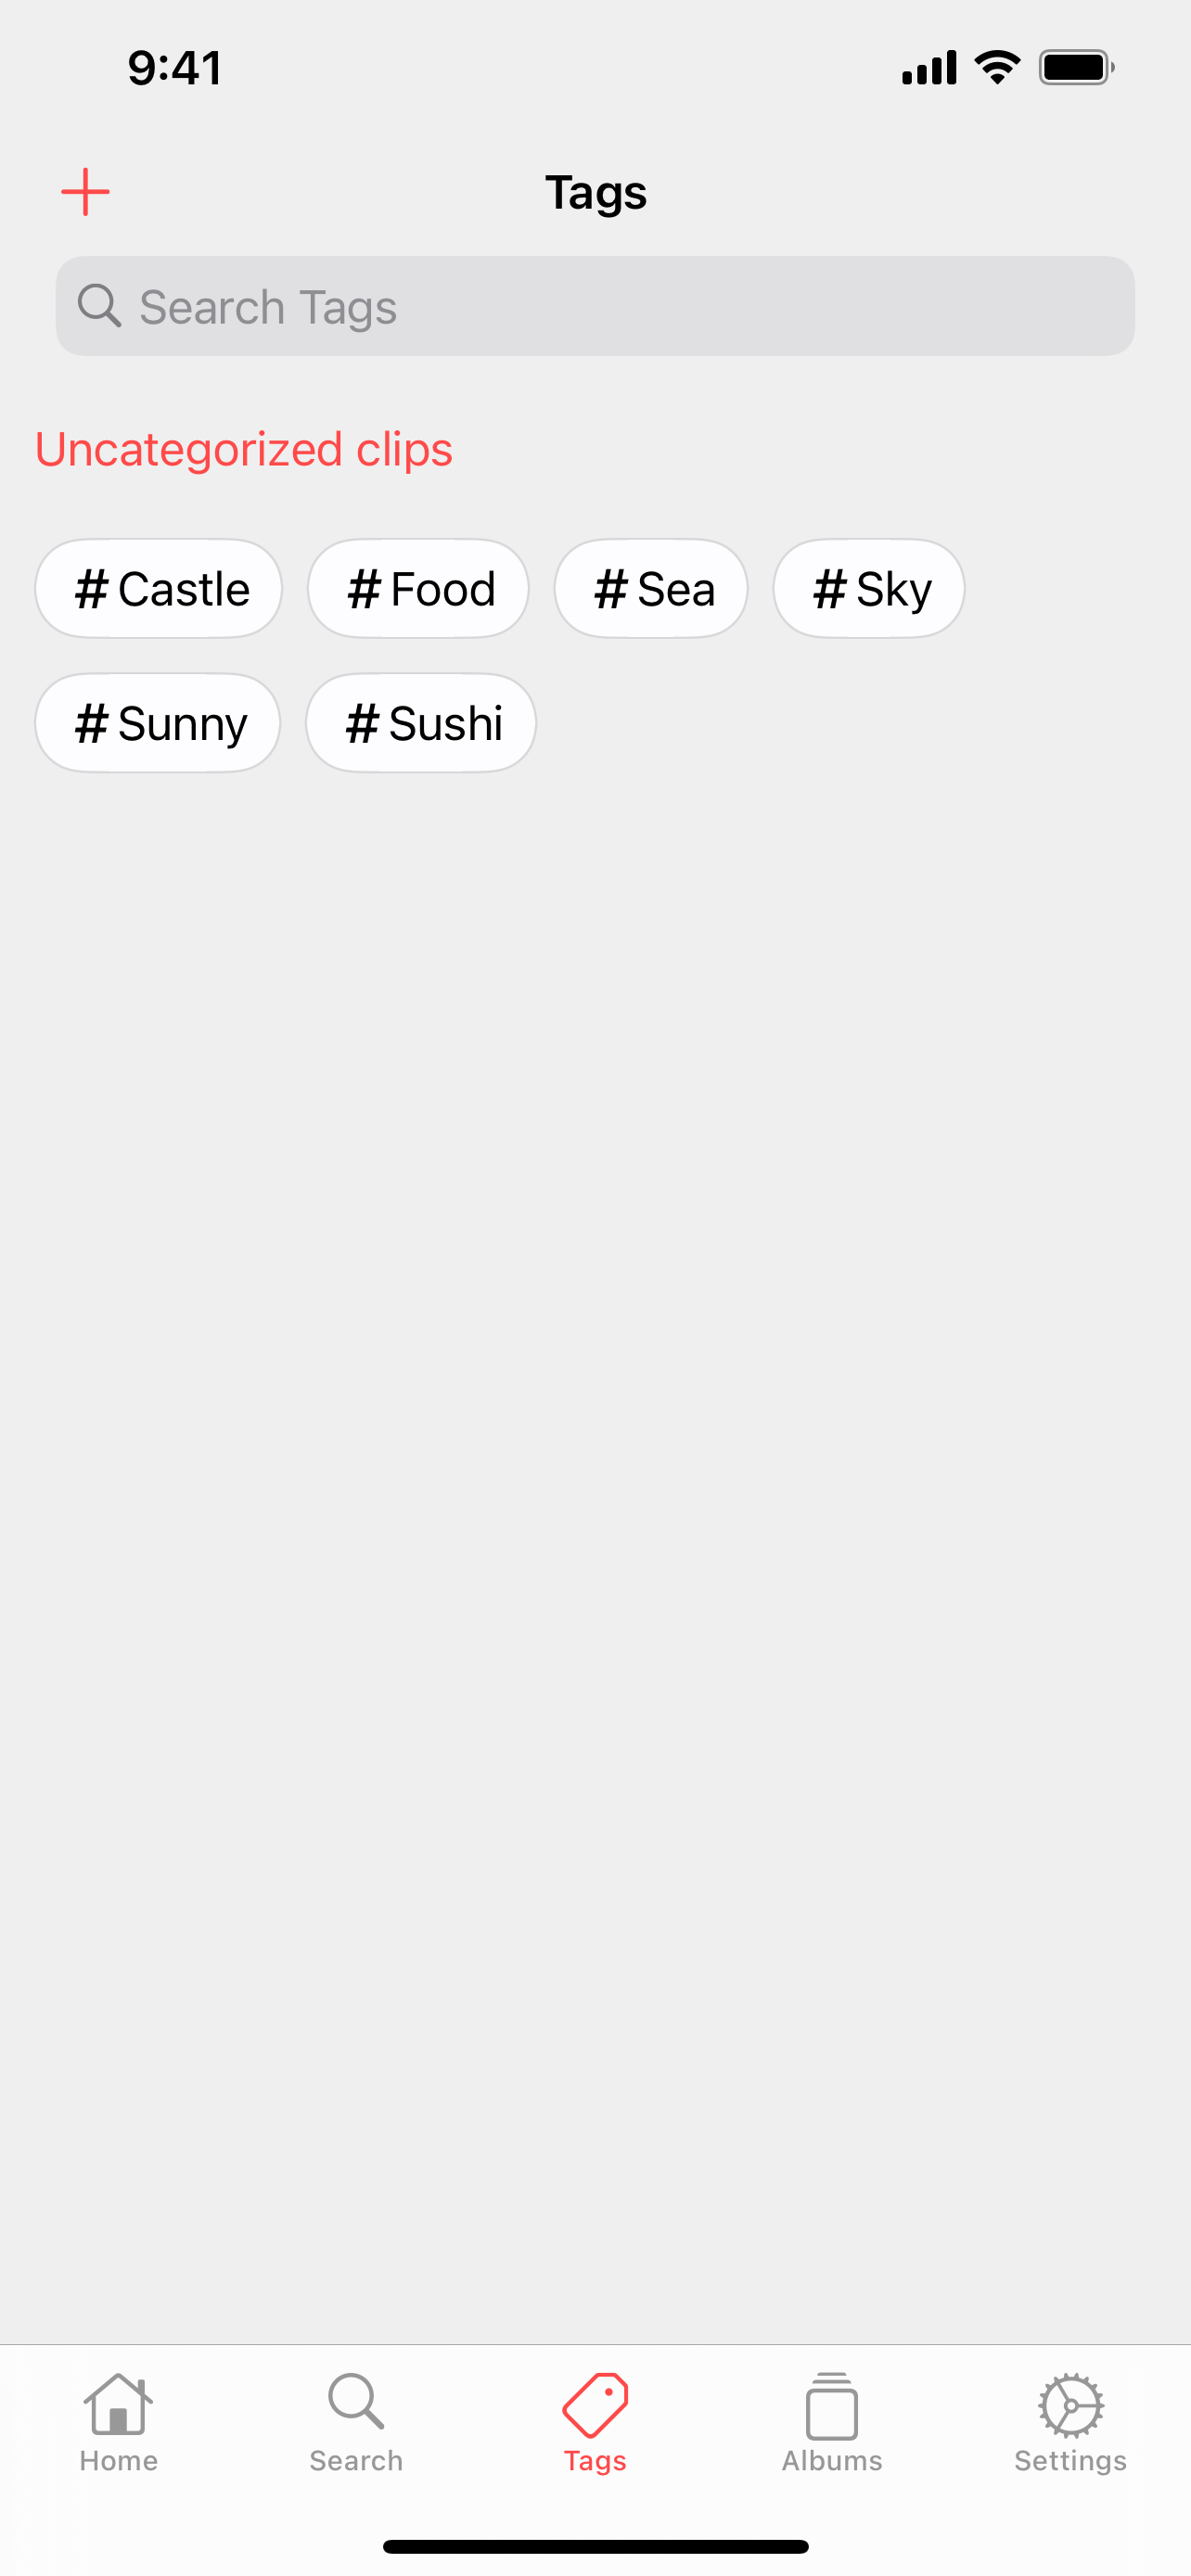 9:41
Tags
Search Tags
Uncategorized clips
# Castle # Food # Sea # Sky
# Sunny # Sushi
Home Search Tags Albums Settings